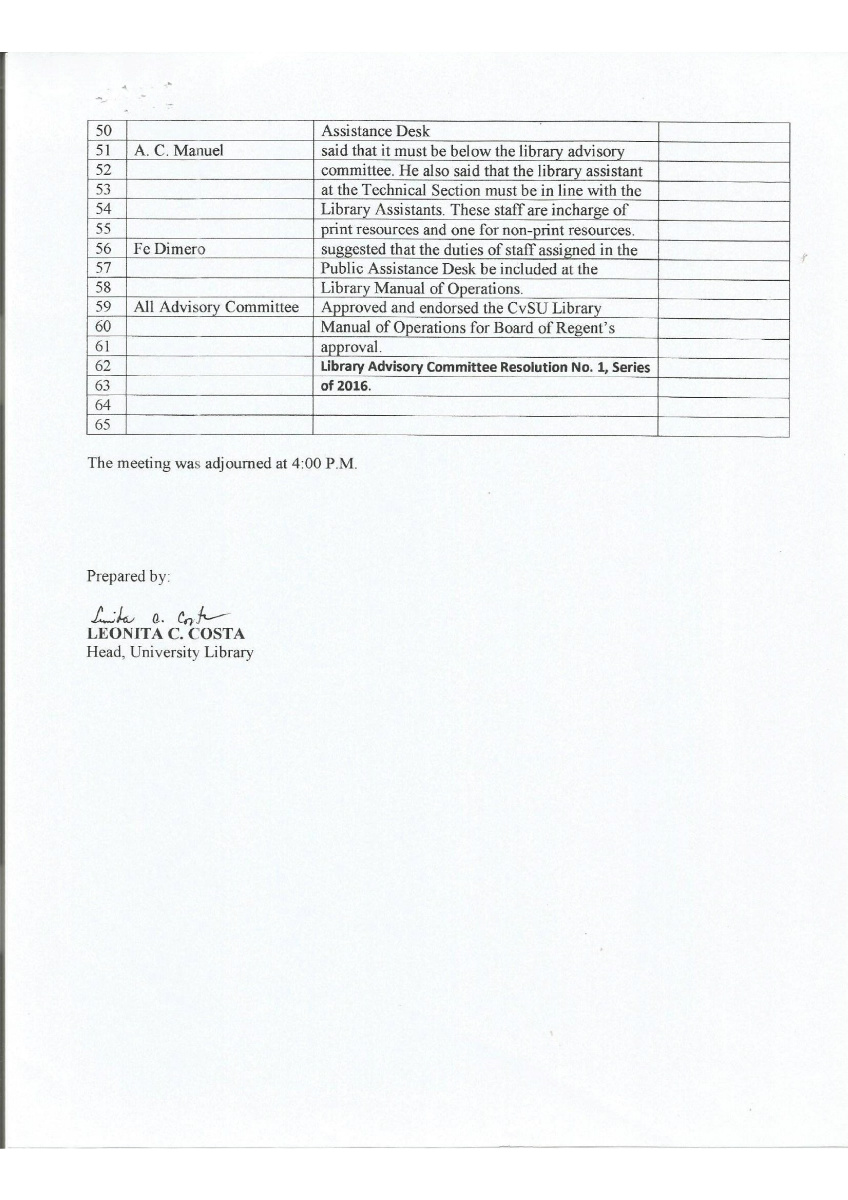 50 Assistance Desk
51 A. C. Manuel said that it must be below the library advisory
52 committee. He also said that the library assistant
53 at the Technical Section must be in line with the
54 Library Assistants. These staff are incharge of
55 print resources and one for non-print resources.
56 Fe Dimero suggested that the duties of staff assigned in the
57 Public Assistance Desk be included at the
58 Library Manual of Operations.
59 All Advisory Committee Approved and endorsed the CvSU Library
60 Manual of Operations for Board of Regent's
61 approval.
62 Library Advisory Committee Resolution No. 1, Series
63 of 2016.
64
65
The meeting was adjourned at 4:00 P.M.
Prepared by:
LEONITA C. COSTA
Head, University Library